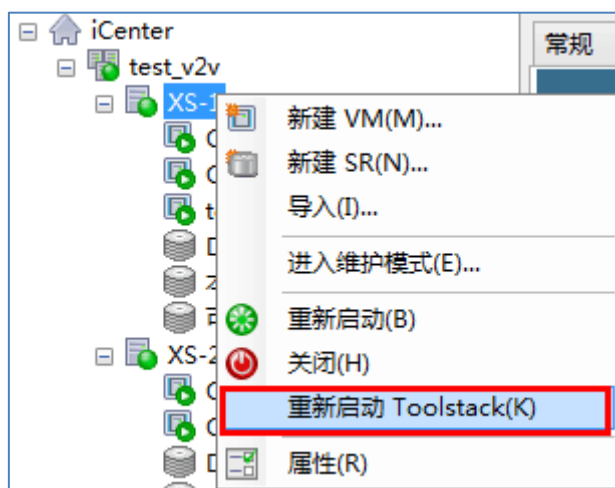 iCenter
常规
test_v2v
XS-1
新建 VM(M)...
新建 SR(N)...
导入(I)...
进入维护模式(E)...
重新启动(B)
XS-2
关闭(H)
重新启动 Toolstack(K)
属性(R)